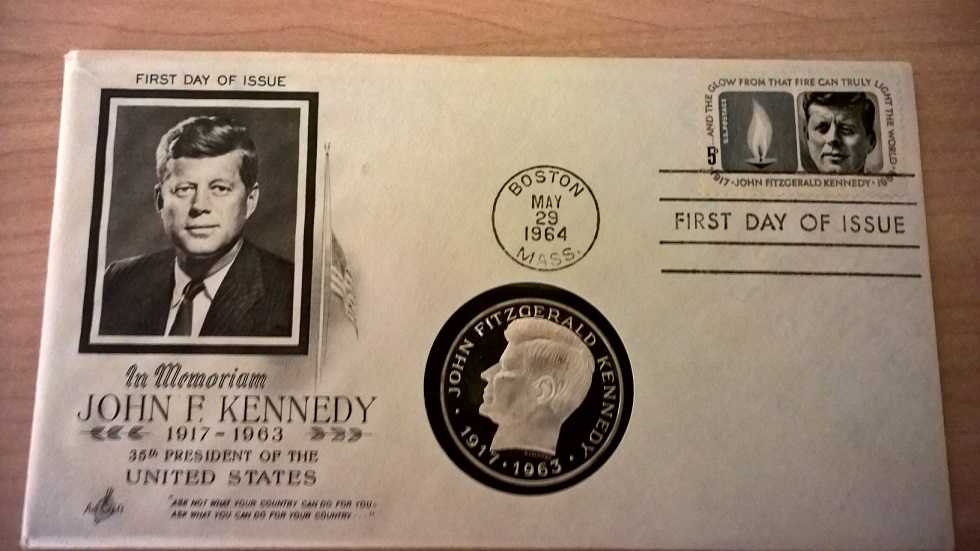 FIRST DAY OF ISSUE
In Memoriam
JOHN F. KENNEDY
1917-1963
35th PRESIDENT OF THE
UNITED STATES
"ASK NOT WHAT YOUR COUNTRY CAN DO FOR YOU-
ASK WHAT YOU CAN DO FOR YOUR COUNTRY...."
ArtCraft
BOSTON
MAY
29
1964
MASS.
JOHN FITZGERALD KENNEDY
1917·1963
...AND THE GLOW FROM THAT FIRE CAN TRULY LIGHT THE WORLD
U.S. POSTAGE
5¢
1917·JOHN FITZGERALD KENNEDY·19
FIRST DAY OF ISSUE